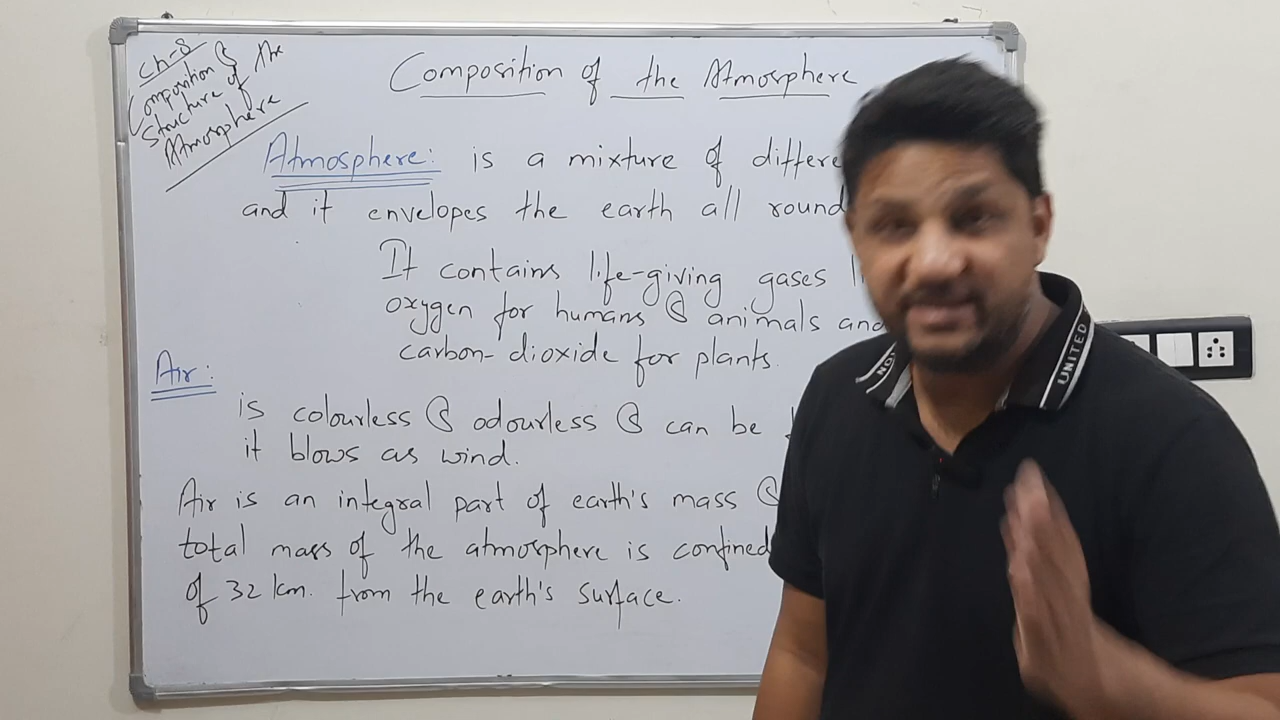 Ch-8
Composition &
Structure of the
Atmosphere
Composition of the Atmosphere
Atmosphere: is a mixture of differe
and it envelopes the earth all round
It contains life-giving gases li
oxygen for humans & animals and
carbon-dioxide for plants.
Air:
is colourless & odourless & can be
it blows as wind.
Air is an integral part of earth's mass &
total mass of the atmosphere is confined
of 32 km. from the earth's surface.
UNITED